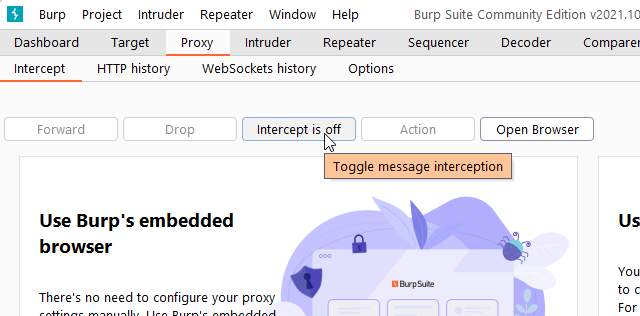 Burp Project Intruder Repeater Window Help Burp Suite Community Edition v2021.10
Dashboard Target Proxy Intruder Repeater Sequencer Decoder Comparer
Intercept HTTP history WebSockets history Options
Forward Drop Intercept is off Action Open Browser
Toggle message interception
Use Burp's embedded
browser
There's no need to configure your proxy
settings manually. Use Burp's embedded
Burp Suite
Us
You
to c
For